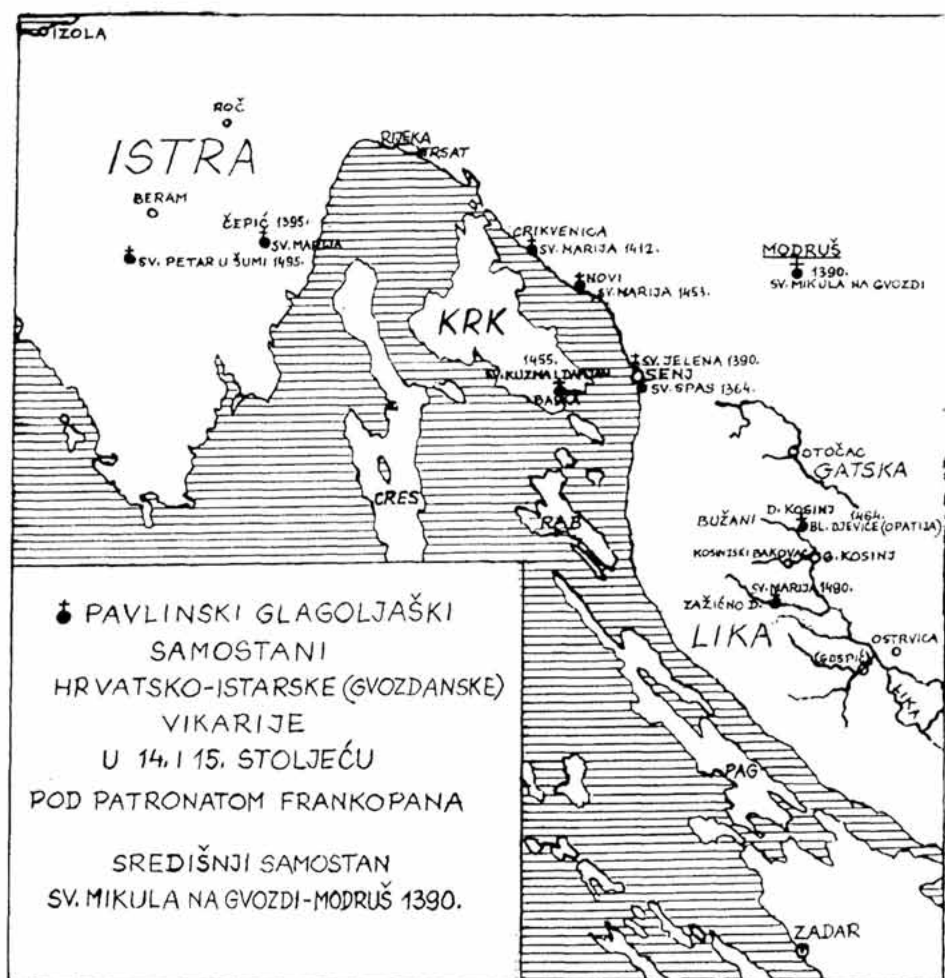 IZOLA
ROČ
ISTRA
RIJEKA
TRSAT
BERAM
ČEPIĆ 1395.
SV. MARIJA
SV. PETAR U ŠUMI 1495.
CRIKVENICA
SV. MARIJA 1412.
MODRUŠ
1390.
SV. MIKULA NA GVOZDI
NOVI
SV. MARIJA 1453.
KRK
1455.
SV. KUZMA I DAMJAN
BAŠKA
SV. JELENA 1390.
SENJ
SV. SPAS 1364.
OTOČAC
GATSKA
CRES
RAB
D. KOSINJ
1464.
BUŽANI
BL. DJEVICE (OPATIJA)
KOSINJSKI BAKOVAC
G. KOSINJ
SV. MARIJA 1490.
ZAŽIĆNO D.
LIKA
OSTRVICA
(GOSPIĆ)
LIKA
PAG
ZADAR
PAVLINSKI GLAGOLJAŠKI
SAMOSTANI
HRVATSKO-ISTARSKE (GVOZDANSKE)
VIKARIJE
U 14. I 15. STOLJEĆU
POD PATRONATOM FRANKOPANA
SREDIŠNJI SAMOSTAN
SV. MIKULA NA GVOZDI-MODRUŠ 1390.